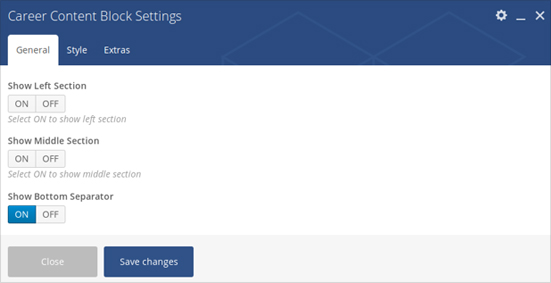 Career Content Block Settings
General Style Extras
Show Left Section
ON OFF
Select ON to show left section
Show Middle Section
ON OFF
Select ON to show middle section
Show Bottom Separator
ON OFF
Close Save changes